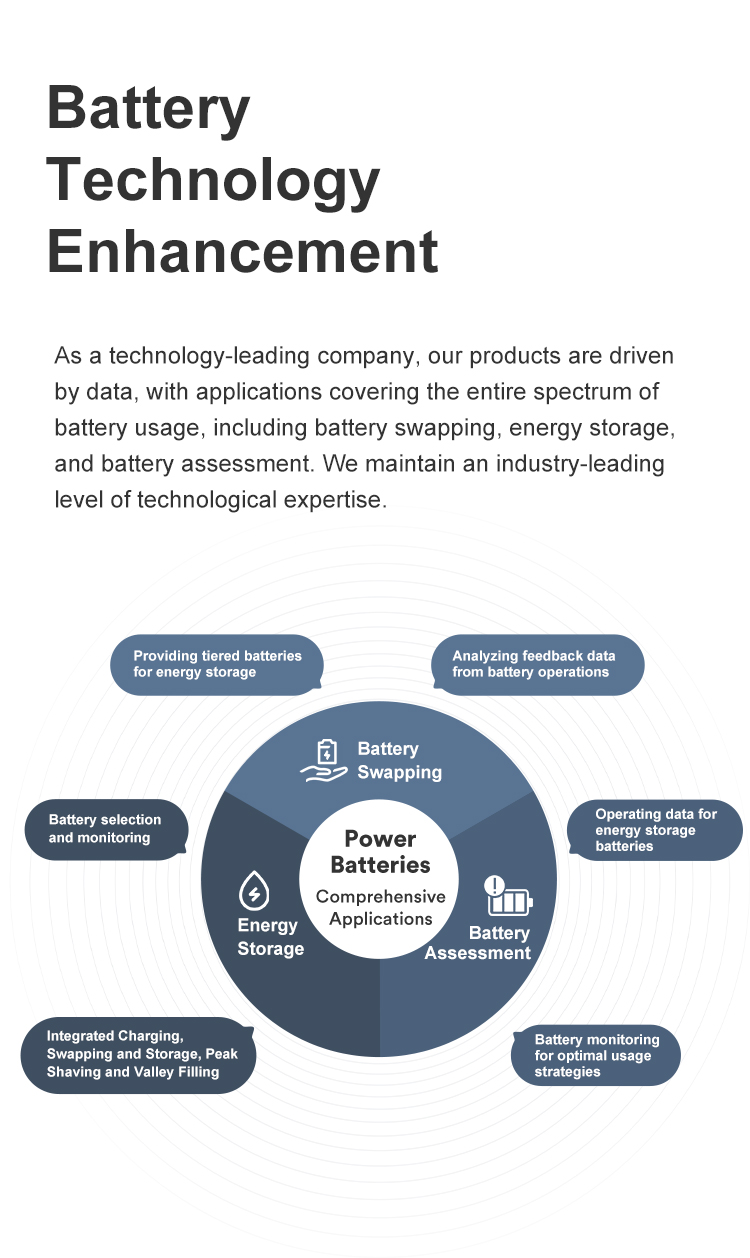 Battery
Technology
Enhancement
As a technology-leading company, our products are driven
by data, with applications covering the entire spectrum of
battery usage, including battery swapping, energy storage,
and battery assessment. We maintain an industry-leading
level of technological expertise.
Providing tiered batteries
for energy storage
Analyzing feedback data
from battery operations
Battery
Swapping
Battery selection
and monitoring
Operating data for
energy storage
batteries
Power
Batteries
Comprehensive
Applications
Energy
Storage
Battery
Assessment
Integrated Charging,
Swapping and Storage, Peak
Shaving and Valley Filling
Battery monitoring
for optimal usage
strategies